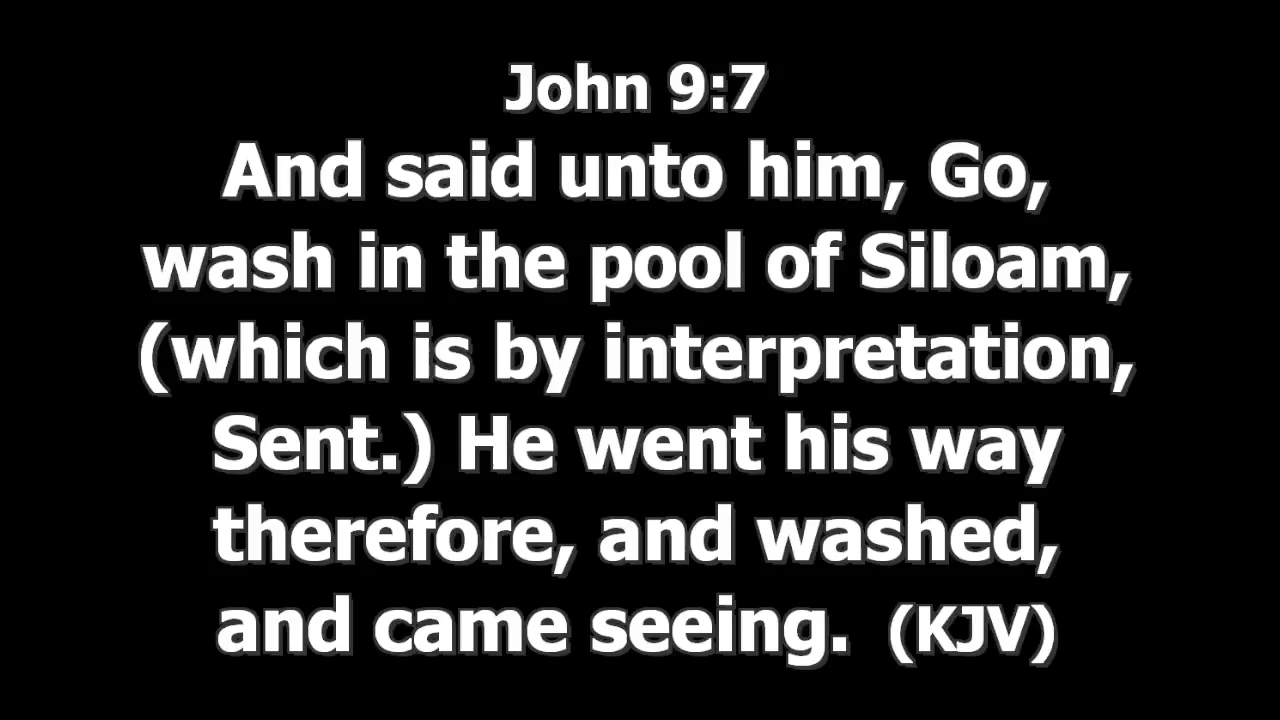 John 9:7
And said unto him, Go,
wash in the pool of Siloam,
(which is by interpretation,
Sent.) He went his way
therefore, and washed,
and came seeing. (KJV)